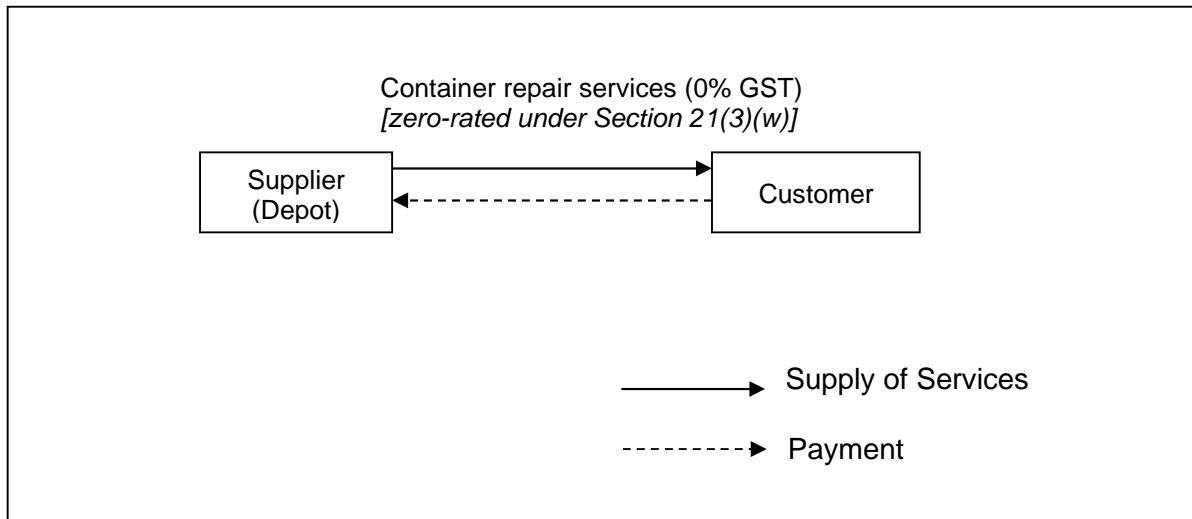 Container repair services (0% GST)
[zero-rated under Section 21(3)(w)]
Supplier
(Depot)
Customer
Supply of Services
Payment